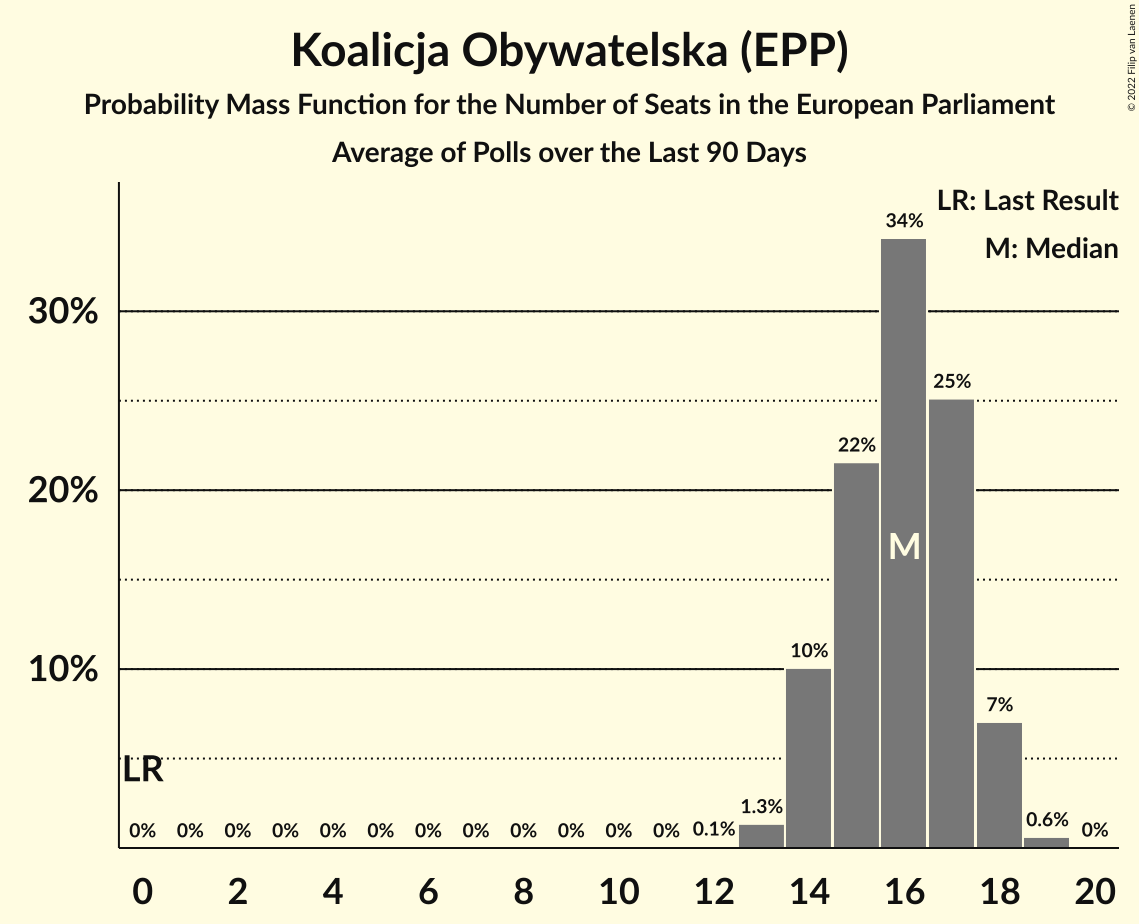 Koalicja Obywatelska (EPP)
Probability Mass Function for the Number of Seats in the European Parliament
Average of Polls over the Last 90 Days
© 2022 Filip van Laenen
LR: Last Result
M: Median
34%
30%
25%
22%
20%
M
10%
10%
7%
LR
1.3%
0.6%
0% 0% 0% 0% 0% 0% 0% 0% 0% 0% 0% 0% 0.1% 0%
0 2 4 6 8 10 12 14 16 18 20